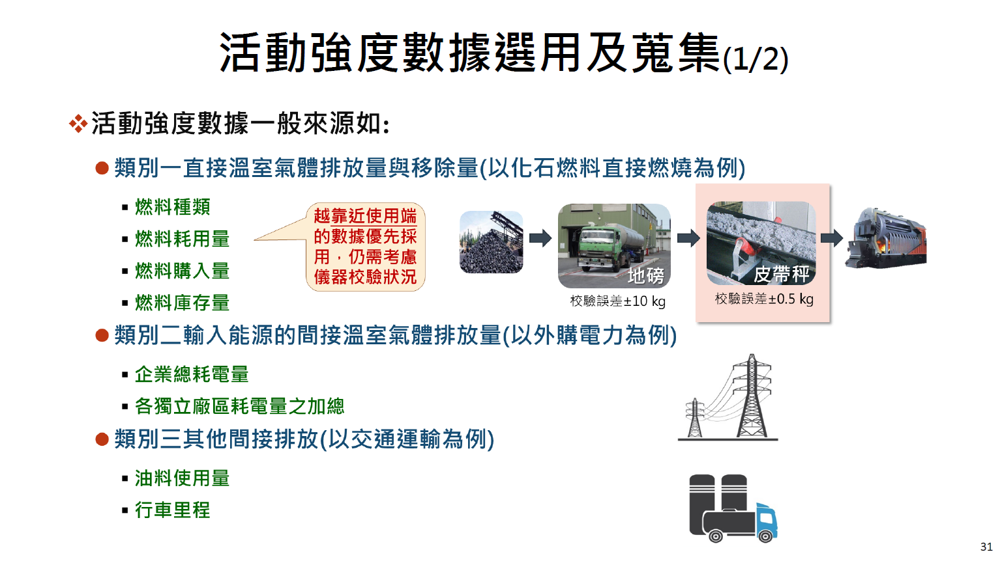 活動強度數據選用及蒐集(1/2)
❖活動強度數據一般來源如:
●類別一直接溫室氣體排放量與移除量(以化石燃料直接燃燒為例)
▪燃料種類
▪燃料耗用量
▪燃料購入量
▪燃料庫存量
越靠近使用端
的數據優先採
用，仍需考慮
儀器校驗狀況
地磅
校驗誤差±10 kg
皮帶秤
校驗誤差±0.5 kg
●類別二輸入能源的間接溫室氣體排放量(以外購電力為例)
▪企業總耗電量
▪各獨立廠區耗電量之加總
●類別三其他間接排放(以交通運輸為例)
▪油料使用量
▪行車里程
31